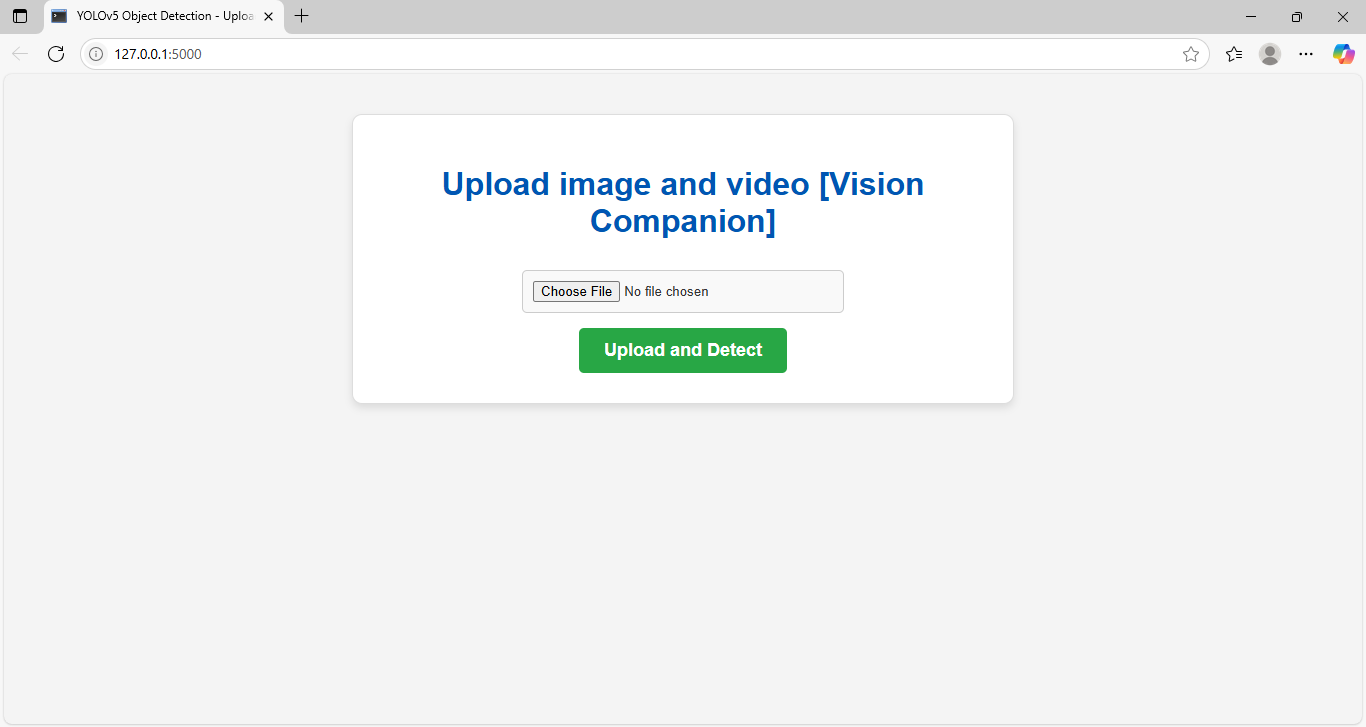 YOLOv5 Object Detection - Uploa
127.0.0.1:5000
Upload image and video [Vision
Companion]
Choose File No file chosen
Upload and Detect